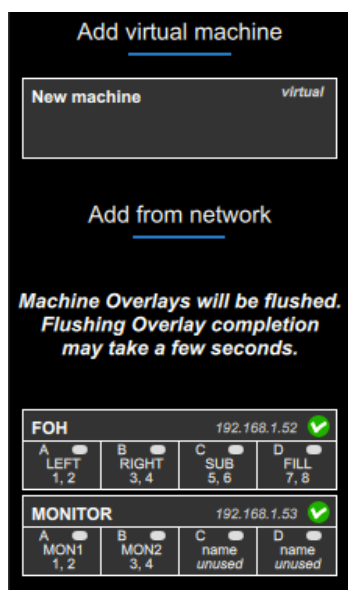 Add virtual machine
New machine virtual
Add from network
Machine Overlays will be flushed.
Flushing Overlay completion
may take a few seconds.
FOH 192.168.1.52
A B C D
LEFT RIGHT SUB FILL
1, 2 3, 4 5, 6 7, 8
MONITOR 192.168.1.53
A B C D
MON1 MON2 name name
1, 2 3, 4 unused unused